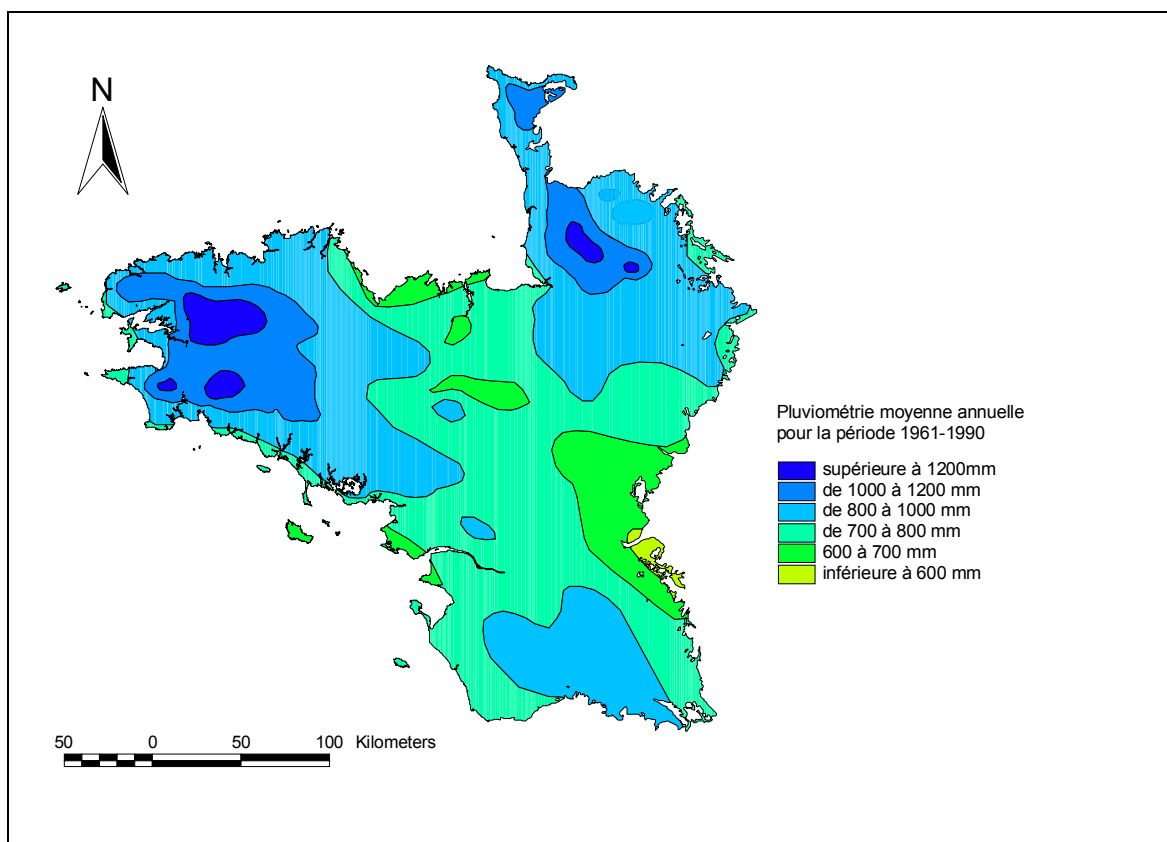 N
Pluviométrie moyenne annuelle
pour la période 1961-1990
supérieure à 1200mm
de 1000 à 1200 mm
de 800 à 1000 mm
de 700 à 800 mm
600 à 700 mm
inférieure à 600 mm
50 0 50 100 Kilometers